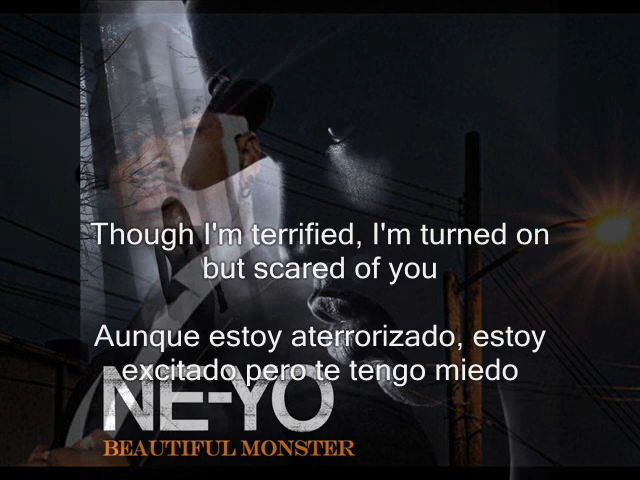 Though I'm terrified, I'm turned on
but scared of you
Aunque estoy aterrorizado, estoy
excitado pero te tengo miedo
NE-YO
BEAUTIFUL MONSTER